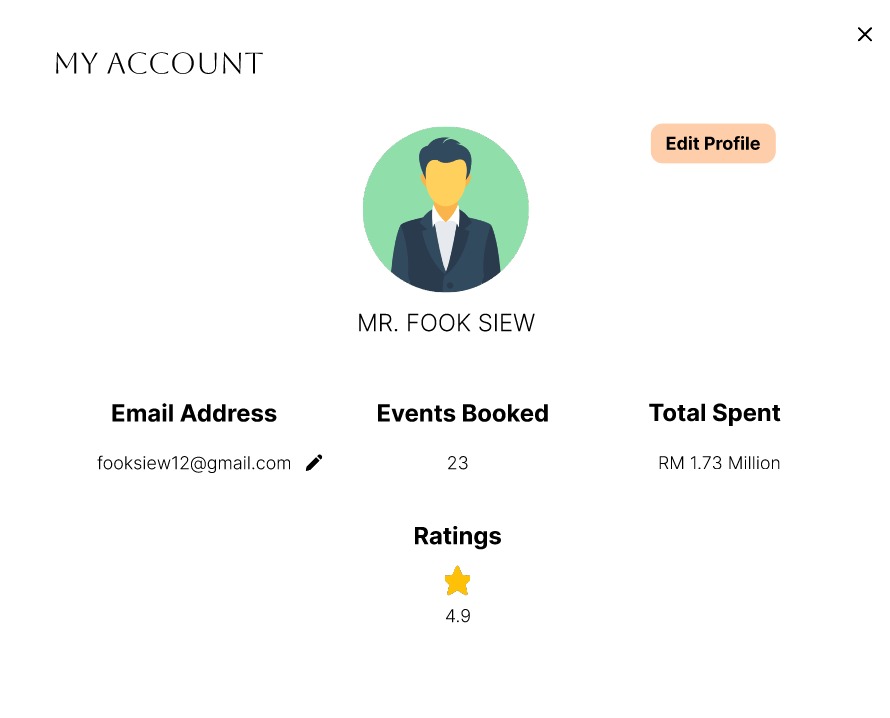 MY ACCOUNT
Edit Profile
MR. FOOK SIEW
Email Address
Events Booked
Total Spent
fooksiew12@gmail.com
23
RM 1.73 Million
Ratings
4.9